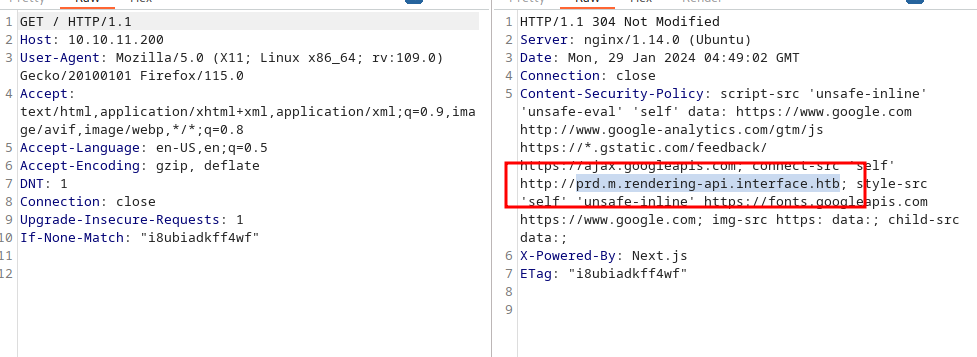 Pretty Raw Hex
1 GET / HTTP/1.1
2 Host: 10.10.11.200
3 User-Agent: Mozilla/5.0 (X11; Linux x86_64; rv:109.0)
Gecko/20100101 Firefox/115.0
4 Accept:
text/html,application/xhtml+xml,application/xml;q=0.9,ima
ge/avif,image/webp,*/*;q=0.8
5 Accept-Language: en-US,en;q=0.5
6 Accept-Encoding: gzip, deflate
7 DNT: 1
8 Connection: close
9 Upgrade-Insecure-Requests: 1
10 If-None-Match: "i8ubiadkff4wf"
11
12
Pretty Raw Hex Render
1 HTTP/1.1 304 Not Modified
2 Server: nginx/1.14.0 (Ubuntu)
3 Date: Mon, 29 Jan 2024 04:49:02 GMT
4 Connection: close
5 Content-Security-Policy: script-src 'unsafe-inline'
'unsafe-eval' 'self' data: https://www.google.com
http://www.google-analytics.com/gtm/js
https://*.gstatic.com/feedback/
https://ajax.googleapis.com; connect-src 'self'
http://prd.m.rendering-api.interface.htb; style-src
'self' 'unsafe-inline' https://fonts.googleapis.com
https://www.google.com; img-src https: data:; child-src
data:;
6 X-Powered-By: Next.js
7 ETag: "i8ubiadkff4wf"
8
9